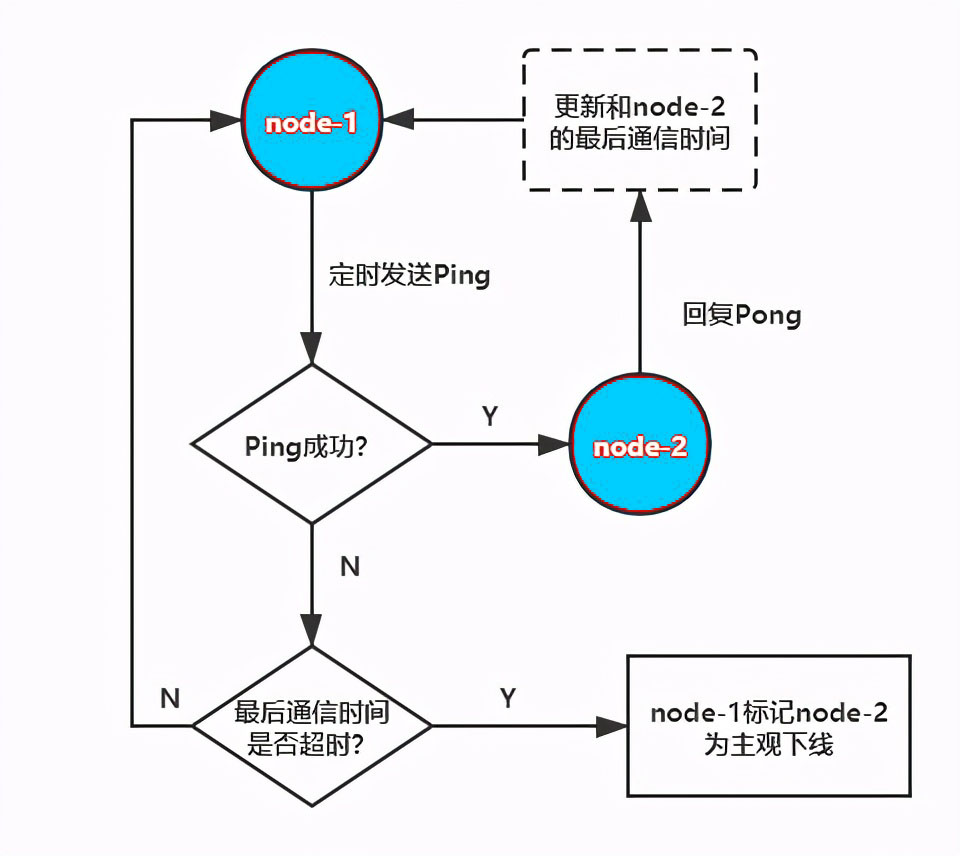 node-1
更新和node-2
的最后通信时间
定时发送Ping
回复Pong
Ping成功?
Y
node-2
N
最后通信时间
是否超时?
N
Y
node-1标记node-2
为主观下线